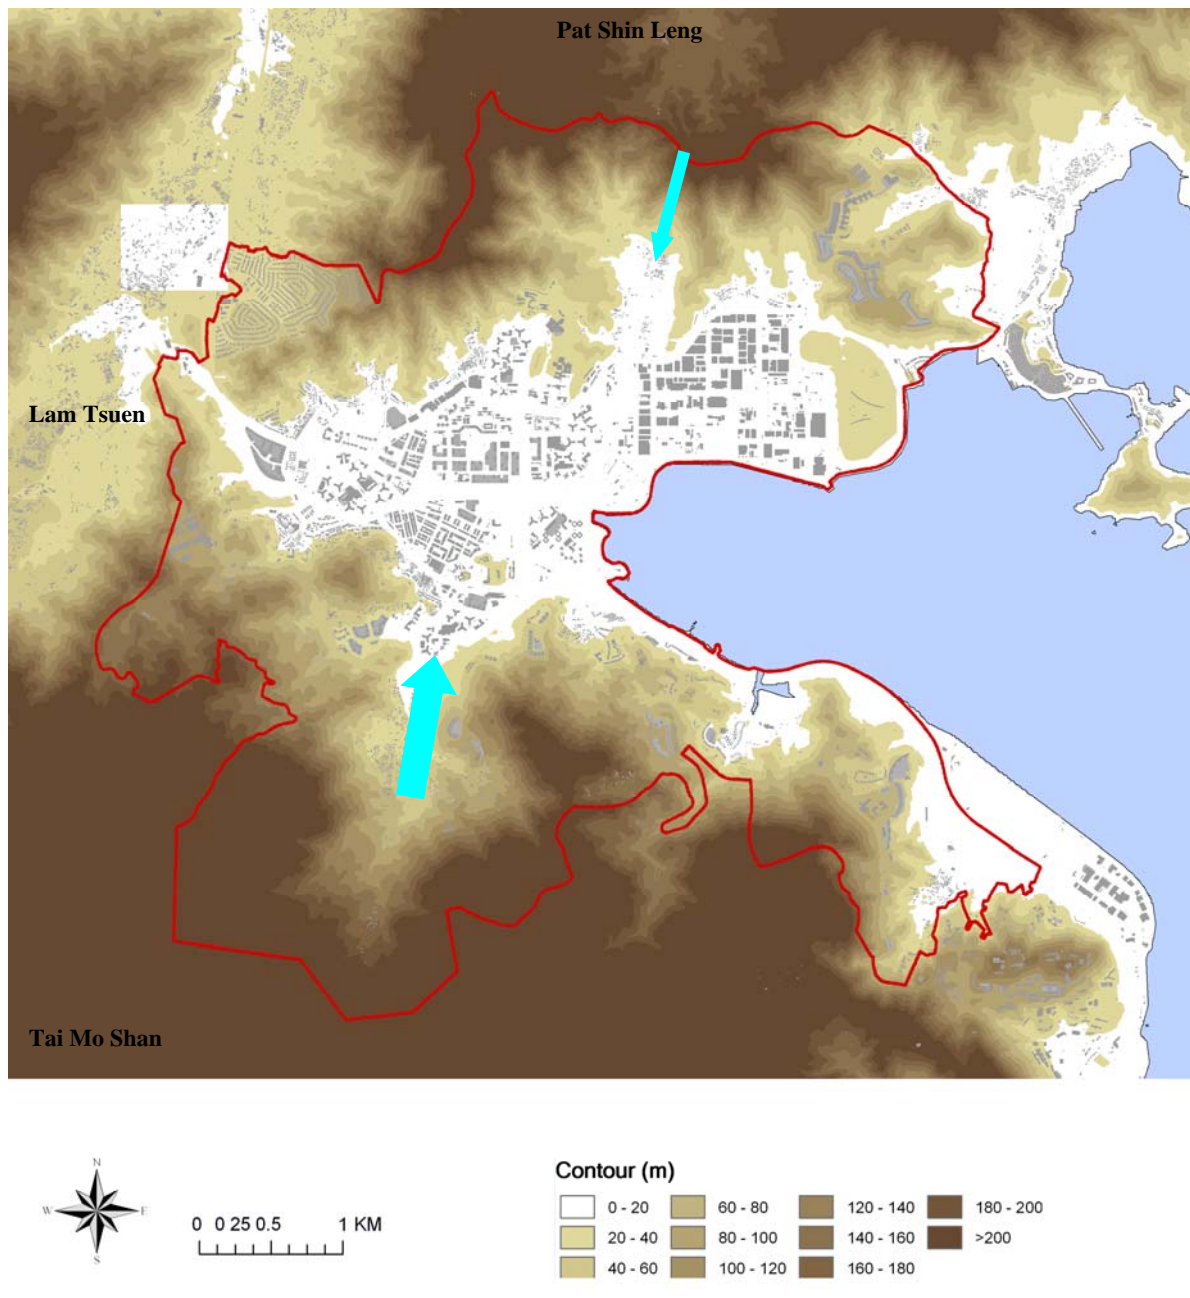 Pat Shin Leng
Lam Tsuen
Tai Mo Shan
N
W E
S
0 0 25 0.5 1 KM
Contour (m)
0 - 20 60 - 80 120 - 140 180 - 200
20 - 40 80 - 100 140 - 160 >200
40 - 60 100 - 120 160 - 180